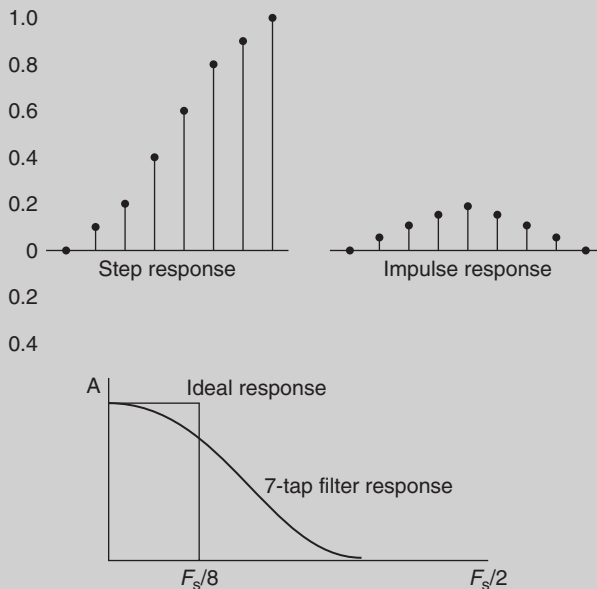 1.0
0.8
0.6
0.4
0.2
0
Step response
Impulse response
0.2
0.4
A
Ideal response
7-tap filter response
Fs/8
Fs/2